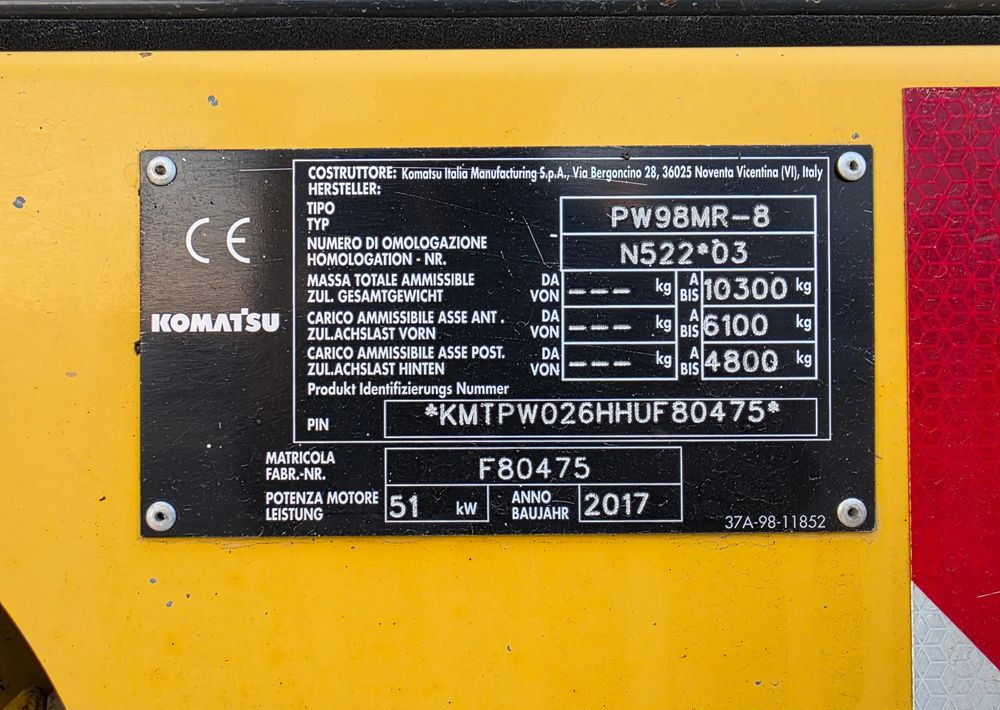 COSTRUTTORE: Komatsu Italia Manufacturing S.p.A., Via Bergoncino 28, 36025 Noventa Vicentina (VI), Italy
HERSTELLER:
TIPO
TYP
PW98MR-8
NUMERO DI OMOLOGAZIONE
HOMOLOGATION - NR.
N522*03
MASSA TOTALE AMMISSIBILE DA --- kg A 10300 kg
ZUL. GESAMTGEWICHT VON BIS
CARICO AMMISSIBILE ASSE ANT. DA --- kg A 6100 kg
ZUL.ACHSLAST VORN VON BIS
CARICO AMMISSIBILE ASSE POST. DA --- kg A 4800 kg
ZUL.ACHSLAST HINTEN VON BIS
Produkt Identifizierungs Nummer
PIN *KMTPW026HHUF80475*
CE
KOMATSU
MATRICOLA
FABR.-NR.
F80475
POTENZA MOTORE 51 kW ANNO 2017
LEISTUNG BAUJAHR
37A-98-11852